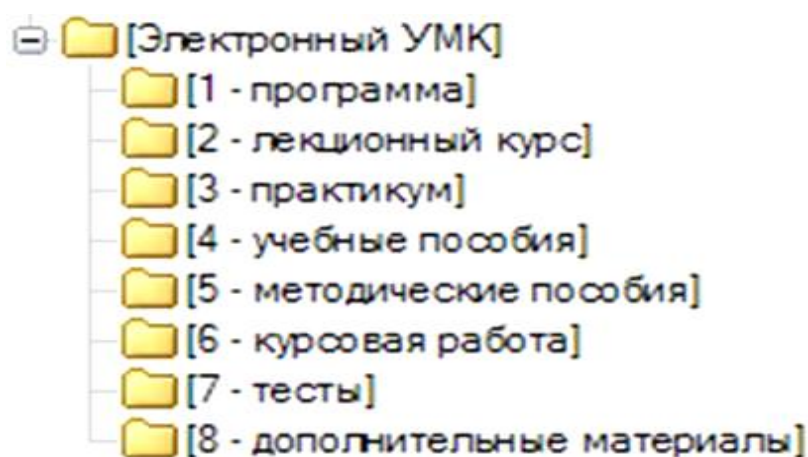 [Электронный УМК]
[1 - программа]
[2 - лекционный курс]
[3 - практикум]
[4 - учебные пособия]
[5 - методические пособия]
[6 - курсовая работа]
[7 - тесты]
[8 - дополнительные материалы]